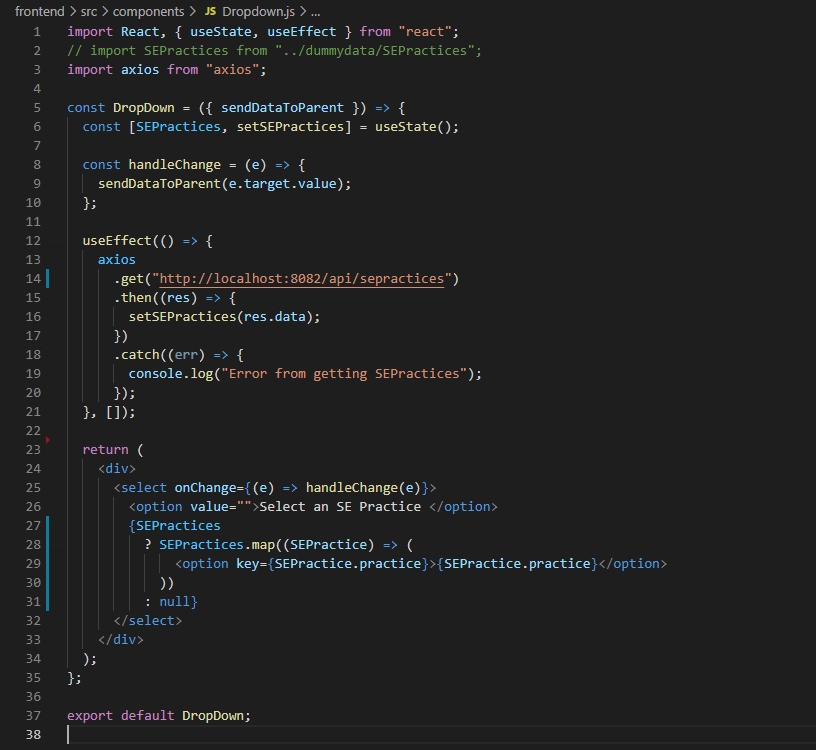 frontend > src > components > JS Dropdown.js > ...
1 import React, { useState, useEffect } from "react";
2 // import SEPractices from "../dummydata/SEPractices";
3 import axios from "axios";
4
5 const DropDown = ({ sendDataToParent }) => {
6   const [SEPractices, setSEPractices] = useState();
7
8   const handleChange = (e) => {
9     sendDataToParent(e.target.value);
10   };
11
12   useEffect(() => {
13     axios
14       .get("http://localhost:8082/api/sepractices")
15       .then((res) => {
16         setSEPractices(res.data);
17       })
18       .catch((err) => {
19         console.log("Error from getting SEPractices");
20       });
21   }, []);
22
23   return (
24     <div>
25       <select onChange={(e) => handleChange(e)}>
26         <option value="">Select an SE Practice </option>
27         {SEPractices
28           ? SEPractices.map((SEPractice) => (
29               <option key={SEPractice.practice}>{SEPractice.practice}</option>
30             ))
31           : null}
32       </select>
33     </div>
34   );
35 };
36
37 export default DropDown;
38